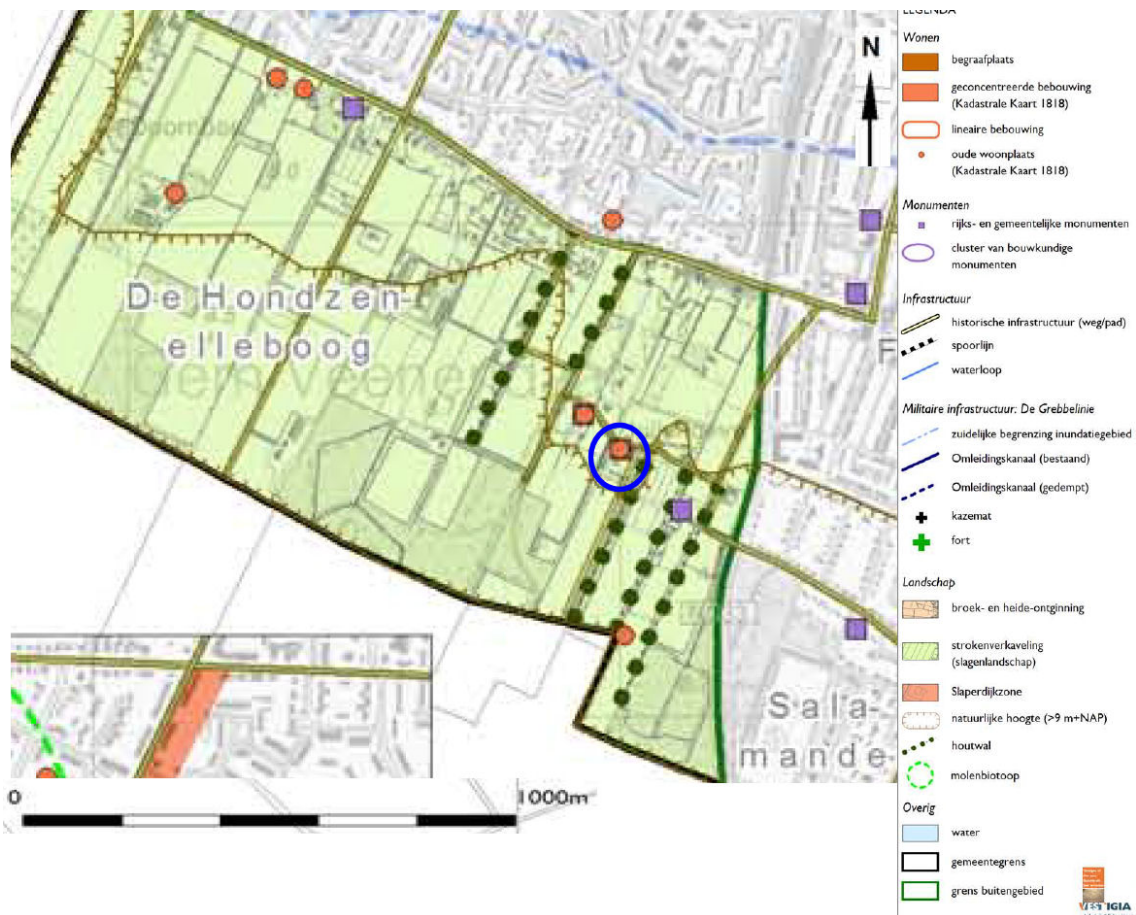 LEGENDA
Wonen
begraafplaats
geconcentreerde bebouwing
(Kadastrale Kaart 1818)
lineaire bebouwing
oude woonplaats
(Kadastrale Kaart 1818)
Monumenten
rijks- en gemeentelijke monumenten
cluster van bouwkundige
monumenten
Infrastructuur
historische infrastructuur (weg/pad)
spoorlijn
waterloop
Militaire infrastructuur: De Grebbelinie
zuidelijke begrenzing inundatiegebied
Omleidingskanaal (bestaand)
Omleidingskanaal (gedempt)
kazemat
fort
Landschap
broek- en heide-ontginning
strokenverkaveling
(slagenlandschap)
Slaperdijkzone
natuurlijke hoogte (>9 m+NAP)
houtwal
molenbiotoop
Overig
water
gemeentegrens
grens buitengebied
N
De Hondzen-
elleboog
Sala-
mande-
0
1000m